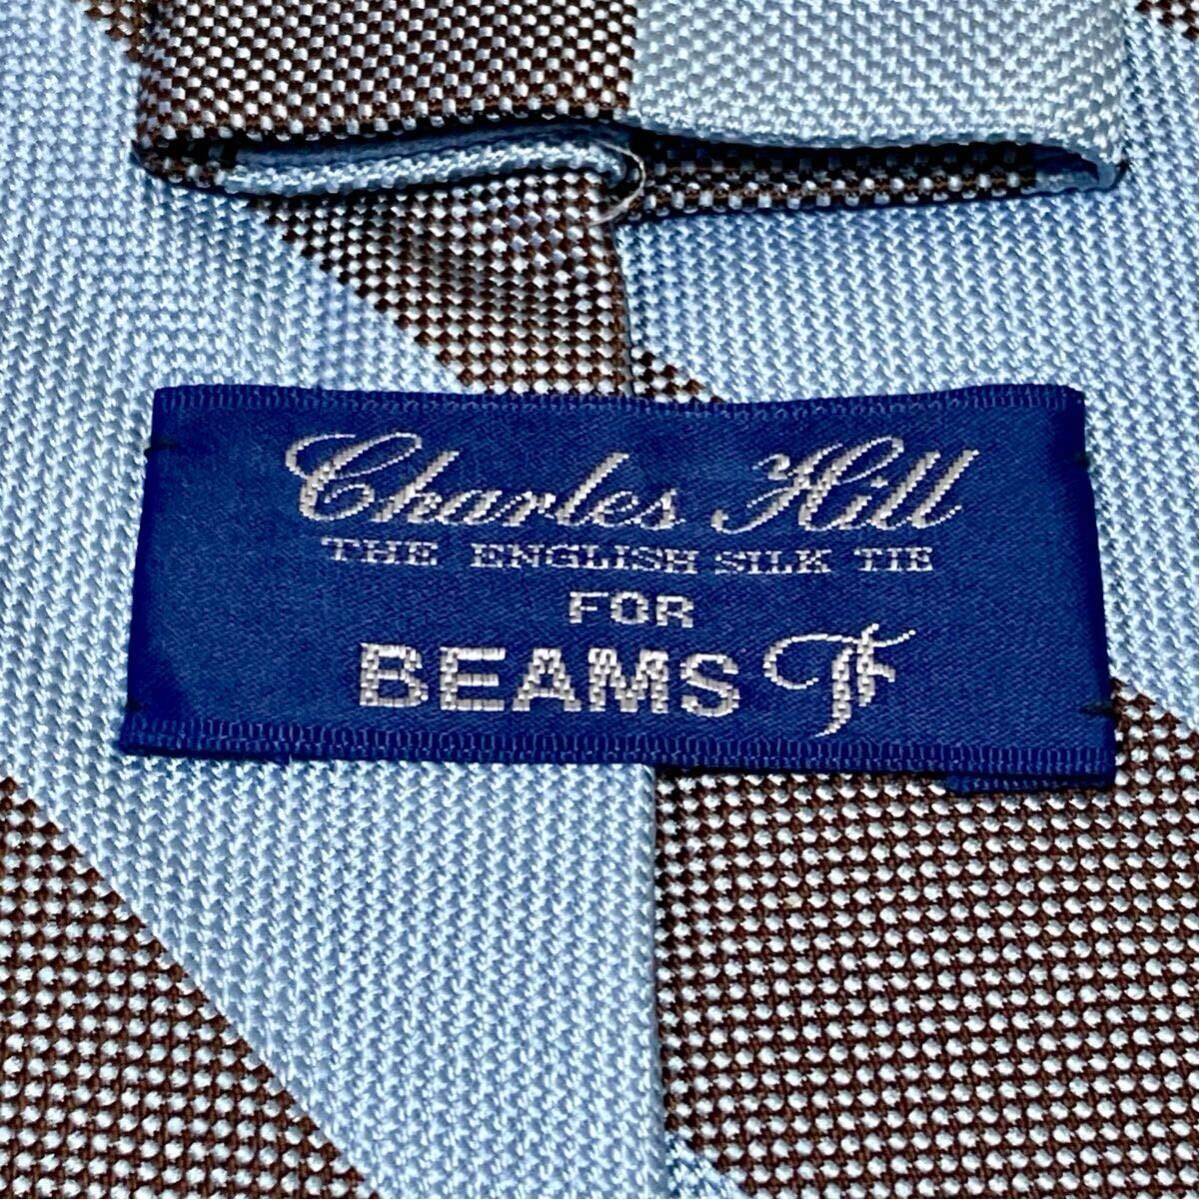 Charles Hill
THE ENGLISH SILK TIE
FOR
BEAMS F